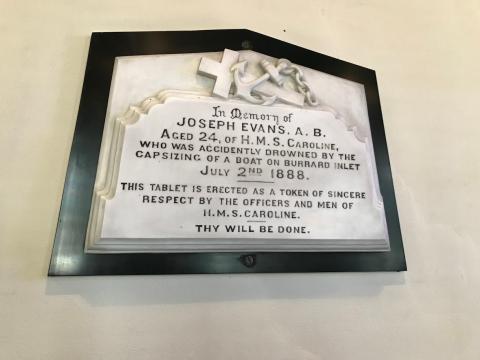 In Memory of
JOSEPH EVANS. A. B.
AGED 24, OF H.M.S. CAROLINE,
WHO WAS ACCIDENTLY DROWNED BY THE
CAPSIZING OF A BOAT ON BURRARD INLET
JULY 2ND 1888.
THIS TABLET IS ERECTED AS A TOKEN OF SINCERE
RESPECT BY THE OFFICERS AND MEN OF
H.M.S. CAROLINE.
THY WILL BE DONE.